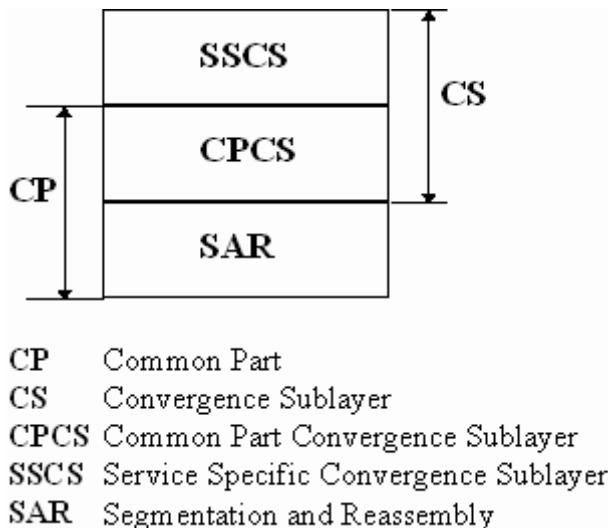 SSCS
CS
CPCS
CP
SAR
CP Common Part
CS Convergence Sublayer
CPCS Common Part Convergence Sublayer
SSCS Service Specific Convergence Sublayer
SAR Segmentation and Reassembly